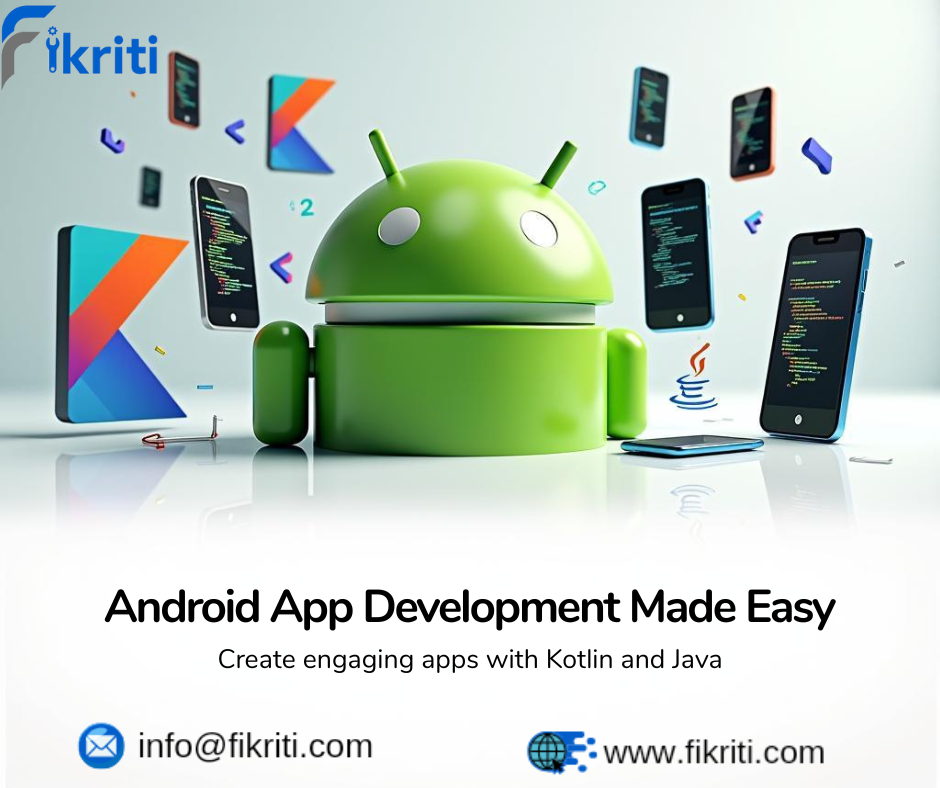 Fikriti
2
Android App Development Made Easy
Create engaging apps with Kotlin and Java
info@fikriti.com
www.fikriti.com